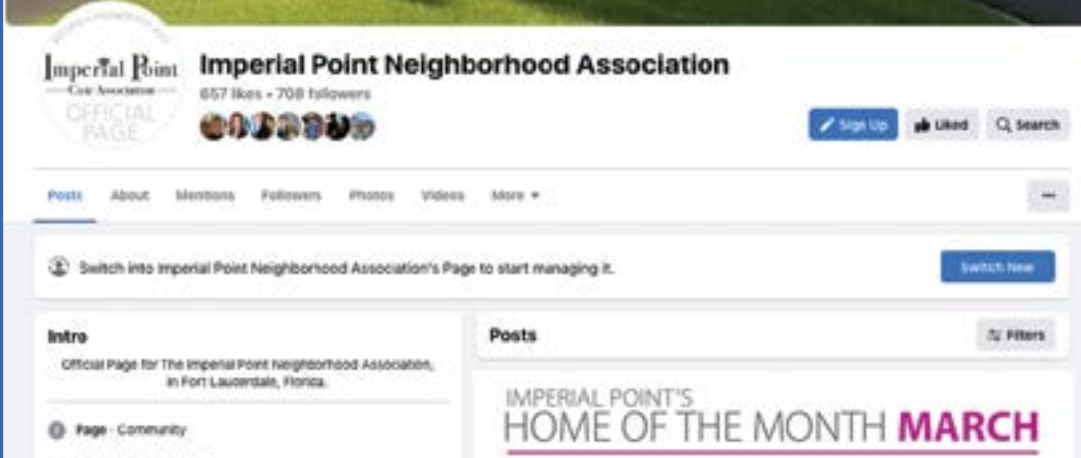 Imperial Point
Civic Association
OFFICIAL
PAGE
Imperial Point Neighborhood Association
657 likes • 708 followers
Sign Up
Liked
Search
Posts
About
Mentions
Followers
Photos
Videos
More
Switch into Imperial Point Neighborhood Association's Page to start managing it.
Switch Now
Intro
Official Page for The Imperial Point Neighborhood Association,
in Fort Lauderdale, Florida.
Page · Community
Posts
Filters
IMPERIAL POINT'S
HOME OF THE MONTH MARCH